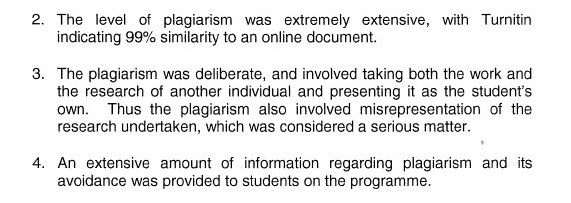 2. The level of plagiarism was extremely extensive, with Turnitin
indicating 99% similarity to an online document.
3. The plagiarism was deliberate, and involved taking both the work and
the research of another individual and presenting it as the student's
own. Thus the plagiarism also involved misrepresentation of the
research undertaken, which was considered a serious matter.
4. An extensive amount of information regarding plagiarism and its
avoidance was provided to students on the programme.